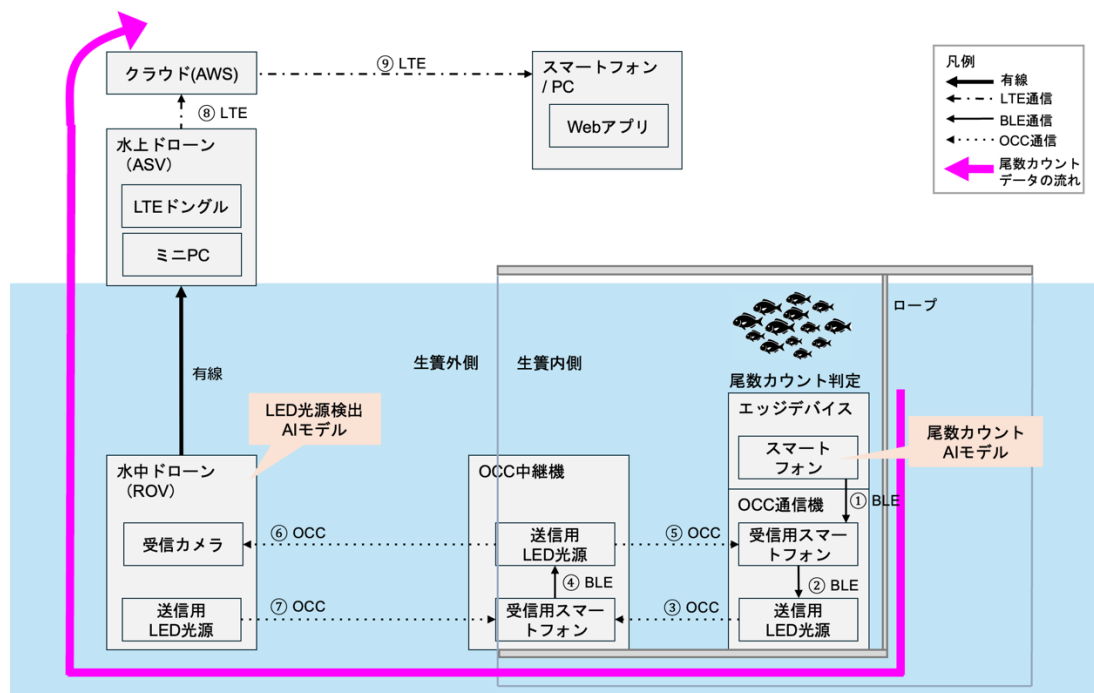 クラウド(AWS)
⑨ LTE
スマートフォン
/ PC
Webアプリ
凡例
有線
LTE通信
BLE通信
OCC通信
尾数カウント
データの流れ
⑧ LTE
水上ドローン
（ASV）
LTEドングル
ミニPC
有線
ロープ
生簀外側
生簀内側
尾数カウント判定
エッジデバイス
スマート
フォン
尾数カウント
AIモデル
LED光源検出
AIモデル
水中ドローン
（ROV）
受信カメラ
送信用
LED光源
OCC中継機
送信用
LED光源
④ BLE
受信用スマー
トフォン
① BLE
OCC通信機
受信用スマー
トフォン
② BLE
送信用
LED光源
⑥ OCC
⑤ OCC
⑦ OCC
③ OCC